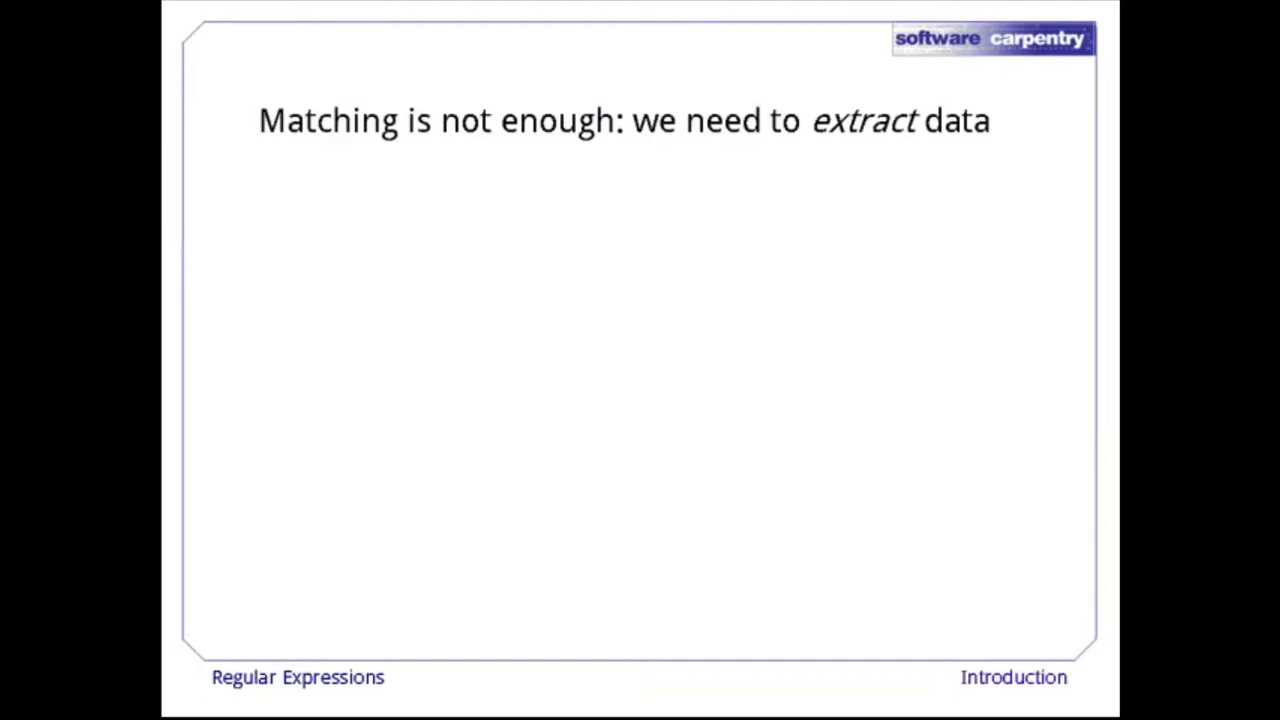 software carpentry
Matching is not enough: we need to extract data
Regular Expressions
Introduction